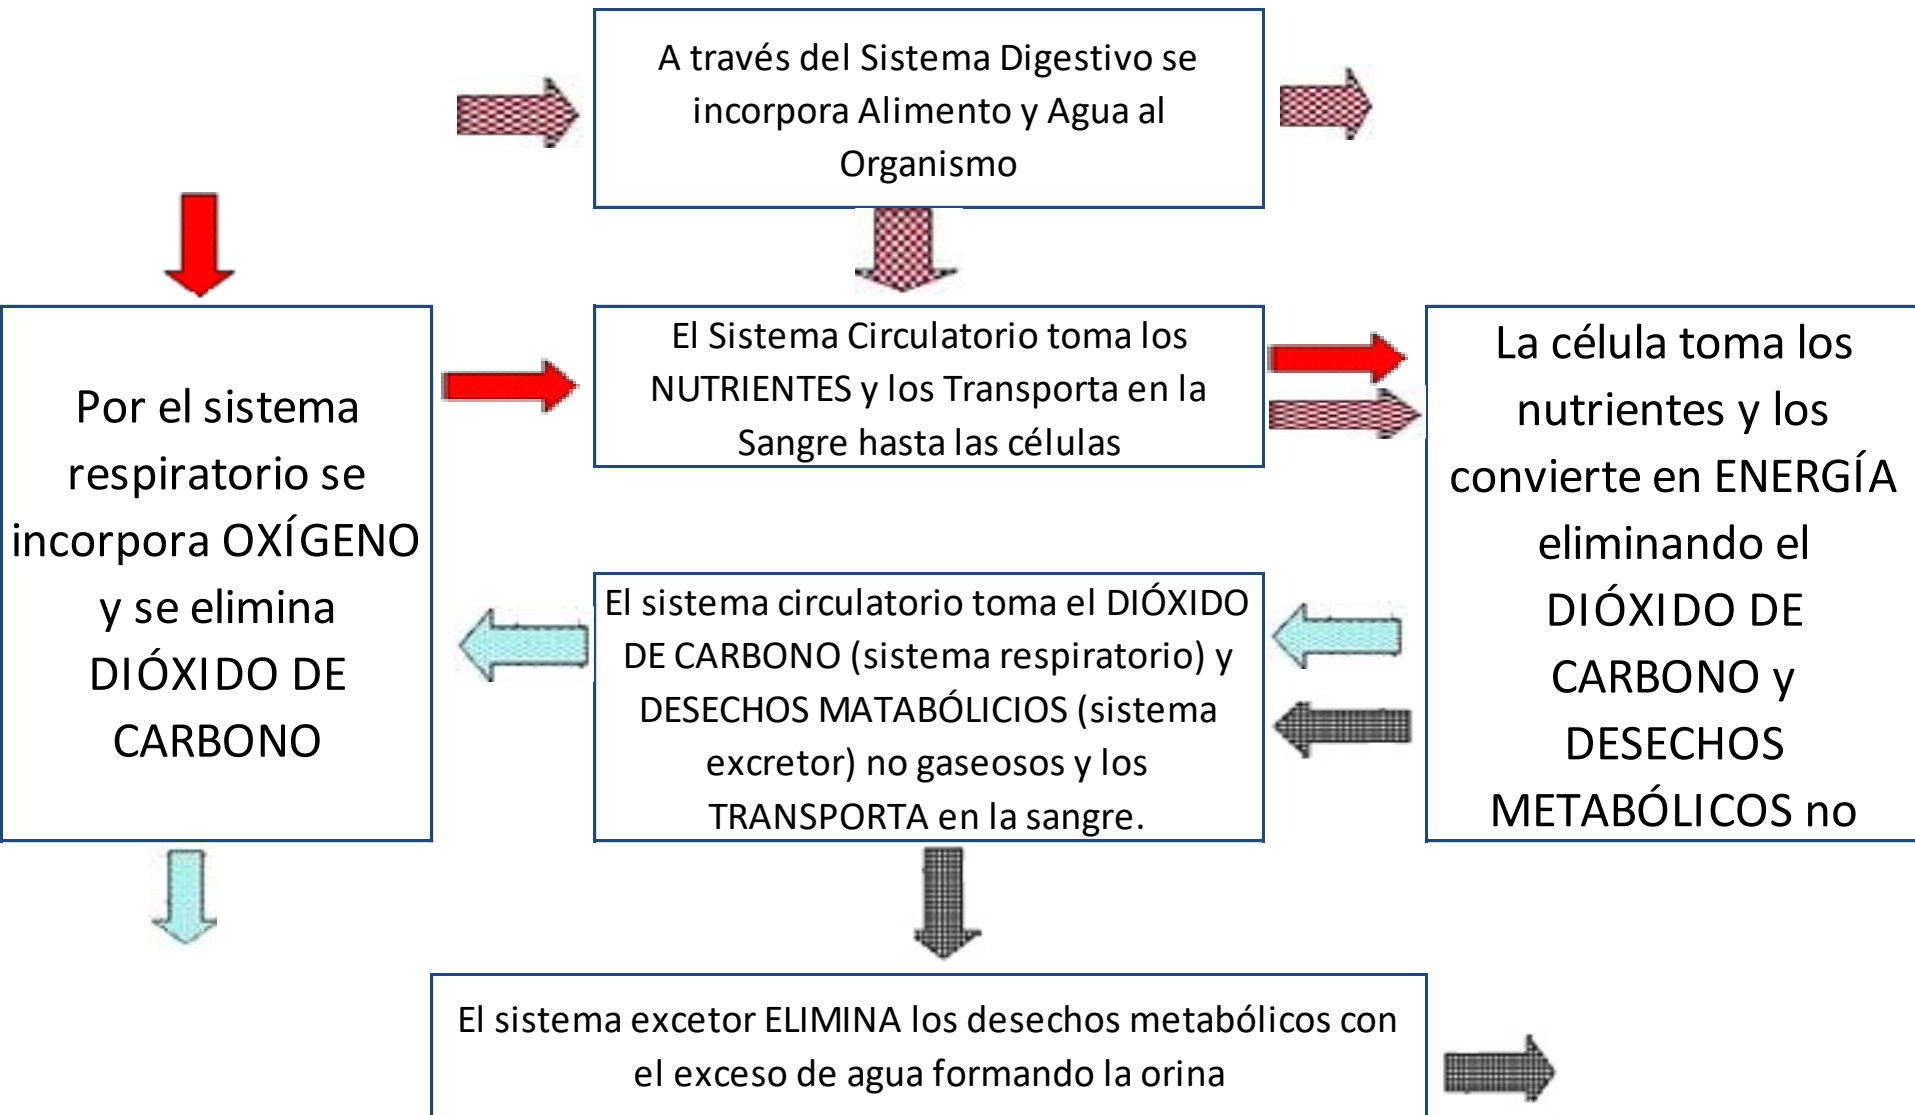 A través del Sistema Digestivo se
incorpora Alimento y Agua al
Organismo
Por el sistema
respiratorio se
incorpora OXÍGENO
y se elimina
DIÓXIDO DE
CARBONO
El Sistema Circulatorio toma los
NUTRIENTES y los Transporta en la
Sangre hasta las células
La célula toma los
nutrientes y los
convierte en ENERGÍA
eliminando el
DIÓXIDO DE
CARBONO y
DESECHOS
METABÓLICOS no
El sistema circulatorio toma el DIÓXIDO
DE CARBONO (sistema respiratorio) y
DESECHOS MATABÓLICIOS (sistema
excretor) no gaseosos y los
TRANSPORTA en la sangre.
El sistema excetor ELIMINA los desechos metabólicos con
el exceso de agua formando la orina